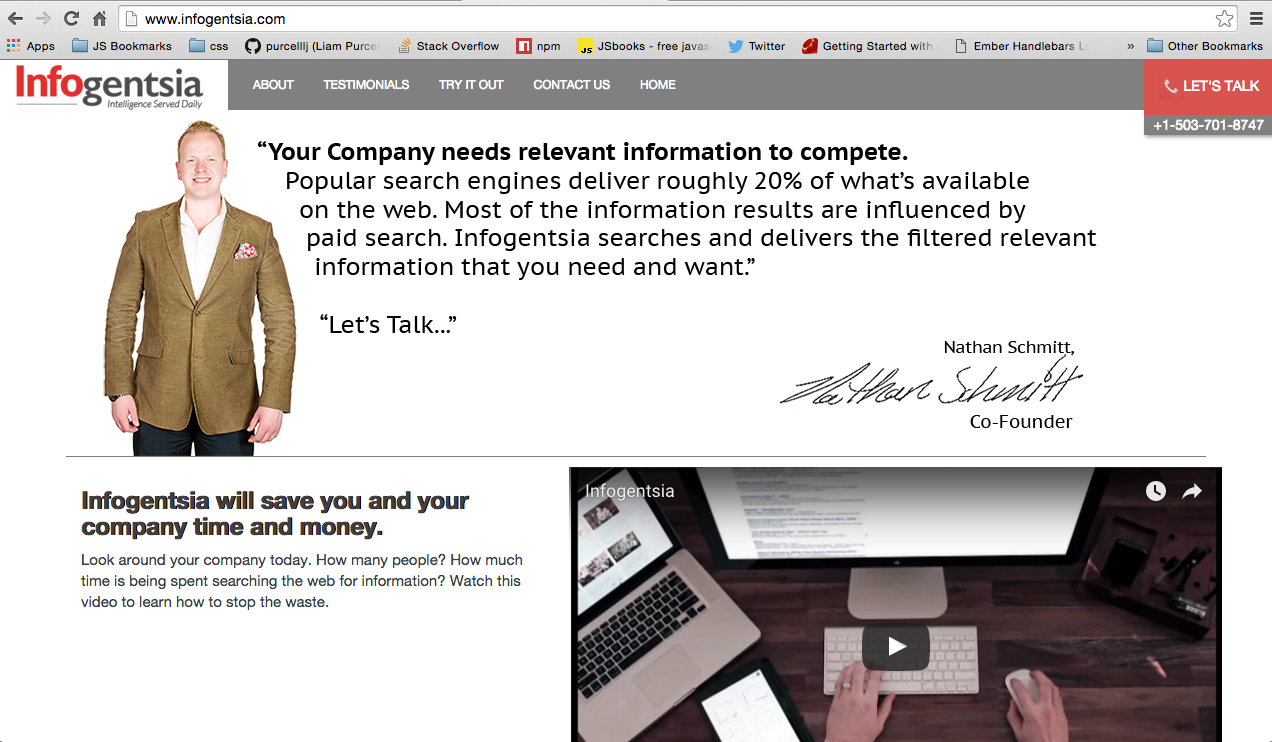 www.infogentsia.com
Apps JS Bookmarks css purcellj (Liam Purcel Stack Overflow npm JSbooks - free javas Twitter Getting Started with Ember Handlebars L » Other Bookmarks
Infogentsia
Intelligence Served Daily
ABOUT TESTIMONIALS TRY IT OUT CONTACT US HOME
LET'S TALK
+1-503-701-8747
“Your Company needs relevant information to compete.
Popular search engines deliver roughly 20% of what’s available
on the web. Most of the information results are influenced by
paid search. Infogentsia searches and delivers the filtered relevant
information that you need and want.”
“Let’s Talk...”
Nathan Schmitt,
Nathan Schmitt
Co-Founder
Infogentsia will save you and your
company time and money.
Look around your company today. How many people? How much
time is being spent searching the web for information? Watch this
video to learn how to stop the waste.
Infogentsia